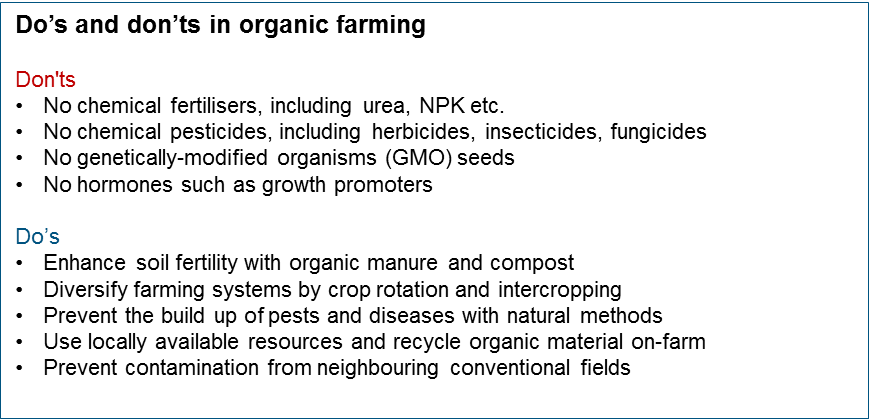 Do’s and don’ts in organic farming
Don'ts
• No chemical fertilisers, including urea, NPK etc.
• No chemical pesticides, including herbicides, insecticides, fungicides
• No genetically-modified organisms (GMO) seeds
• No hormones such as growth promoters
Do’s
• Enhance soil fertility with organic manure and compost
• Diversify farming systems by crop rotation and intercropping
• Prevent the build up of pests and diseases with natural methods
• Use locally available resources and recycle organic material on-farm
• Prevent contamination from neighbouring conventional fields